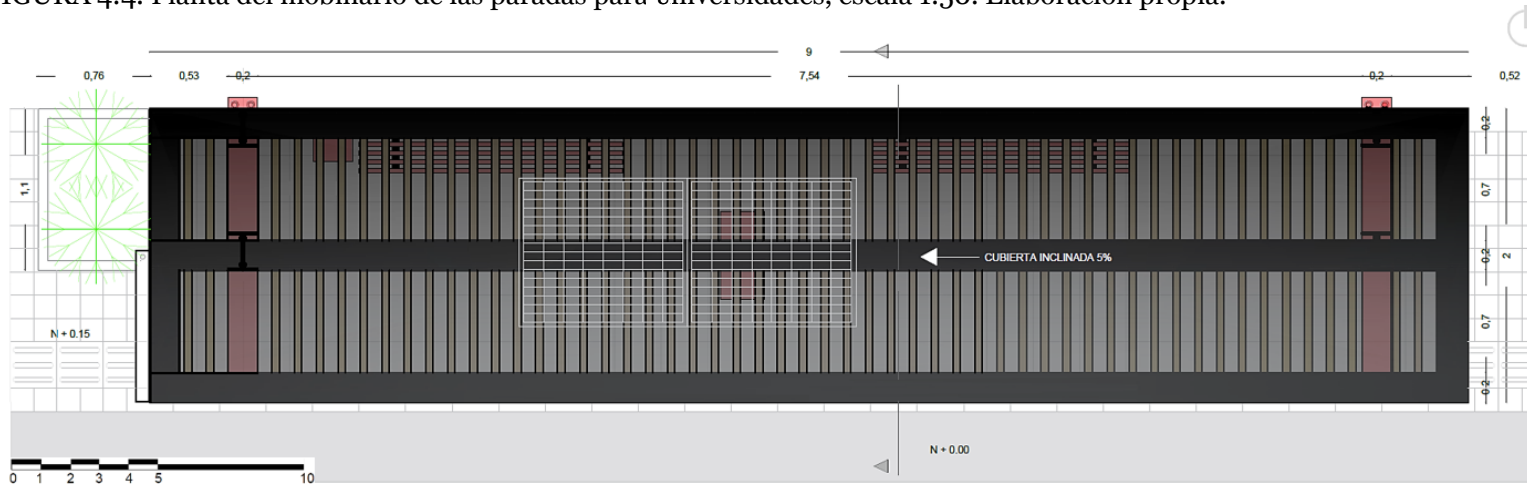 FIGURA 4.4. Planta del mobiliario de las paradas para Universidades, escala 1:50. Elaboración propia.
9
0,76 0,53 0,2 7,54 0,2 0,52
0,2
1,1
0,7
CUBIERTA INCLINADA 5%
0,2
2
0,7
N + 0.15
0,2
N + 0.00
0 1 2 3 4 5 10